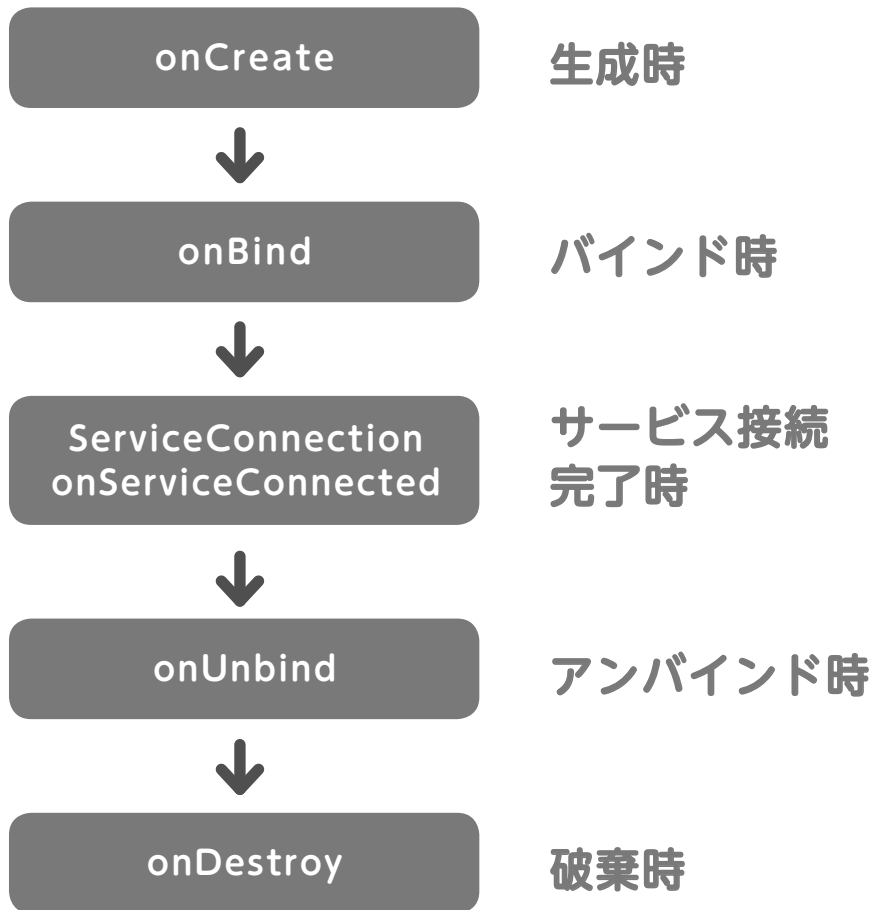 onCreate
生成時
onBind
バインド時
ServiceConnection
onServiceConnected
サービス接続
完了時
onUnbind
アンバインド時
onDestroy
破棄時